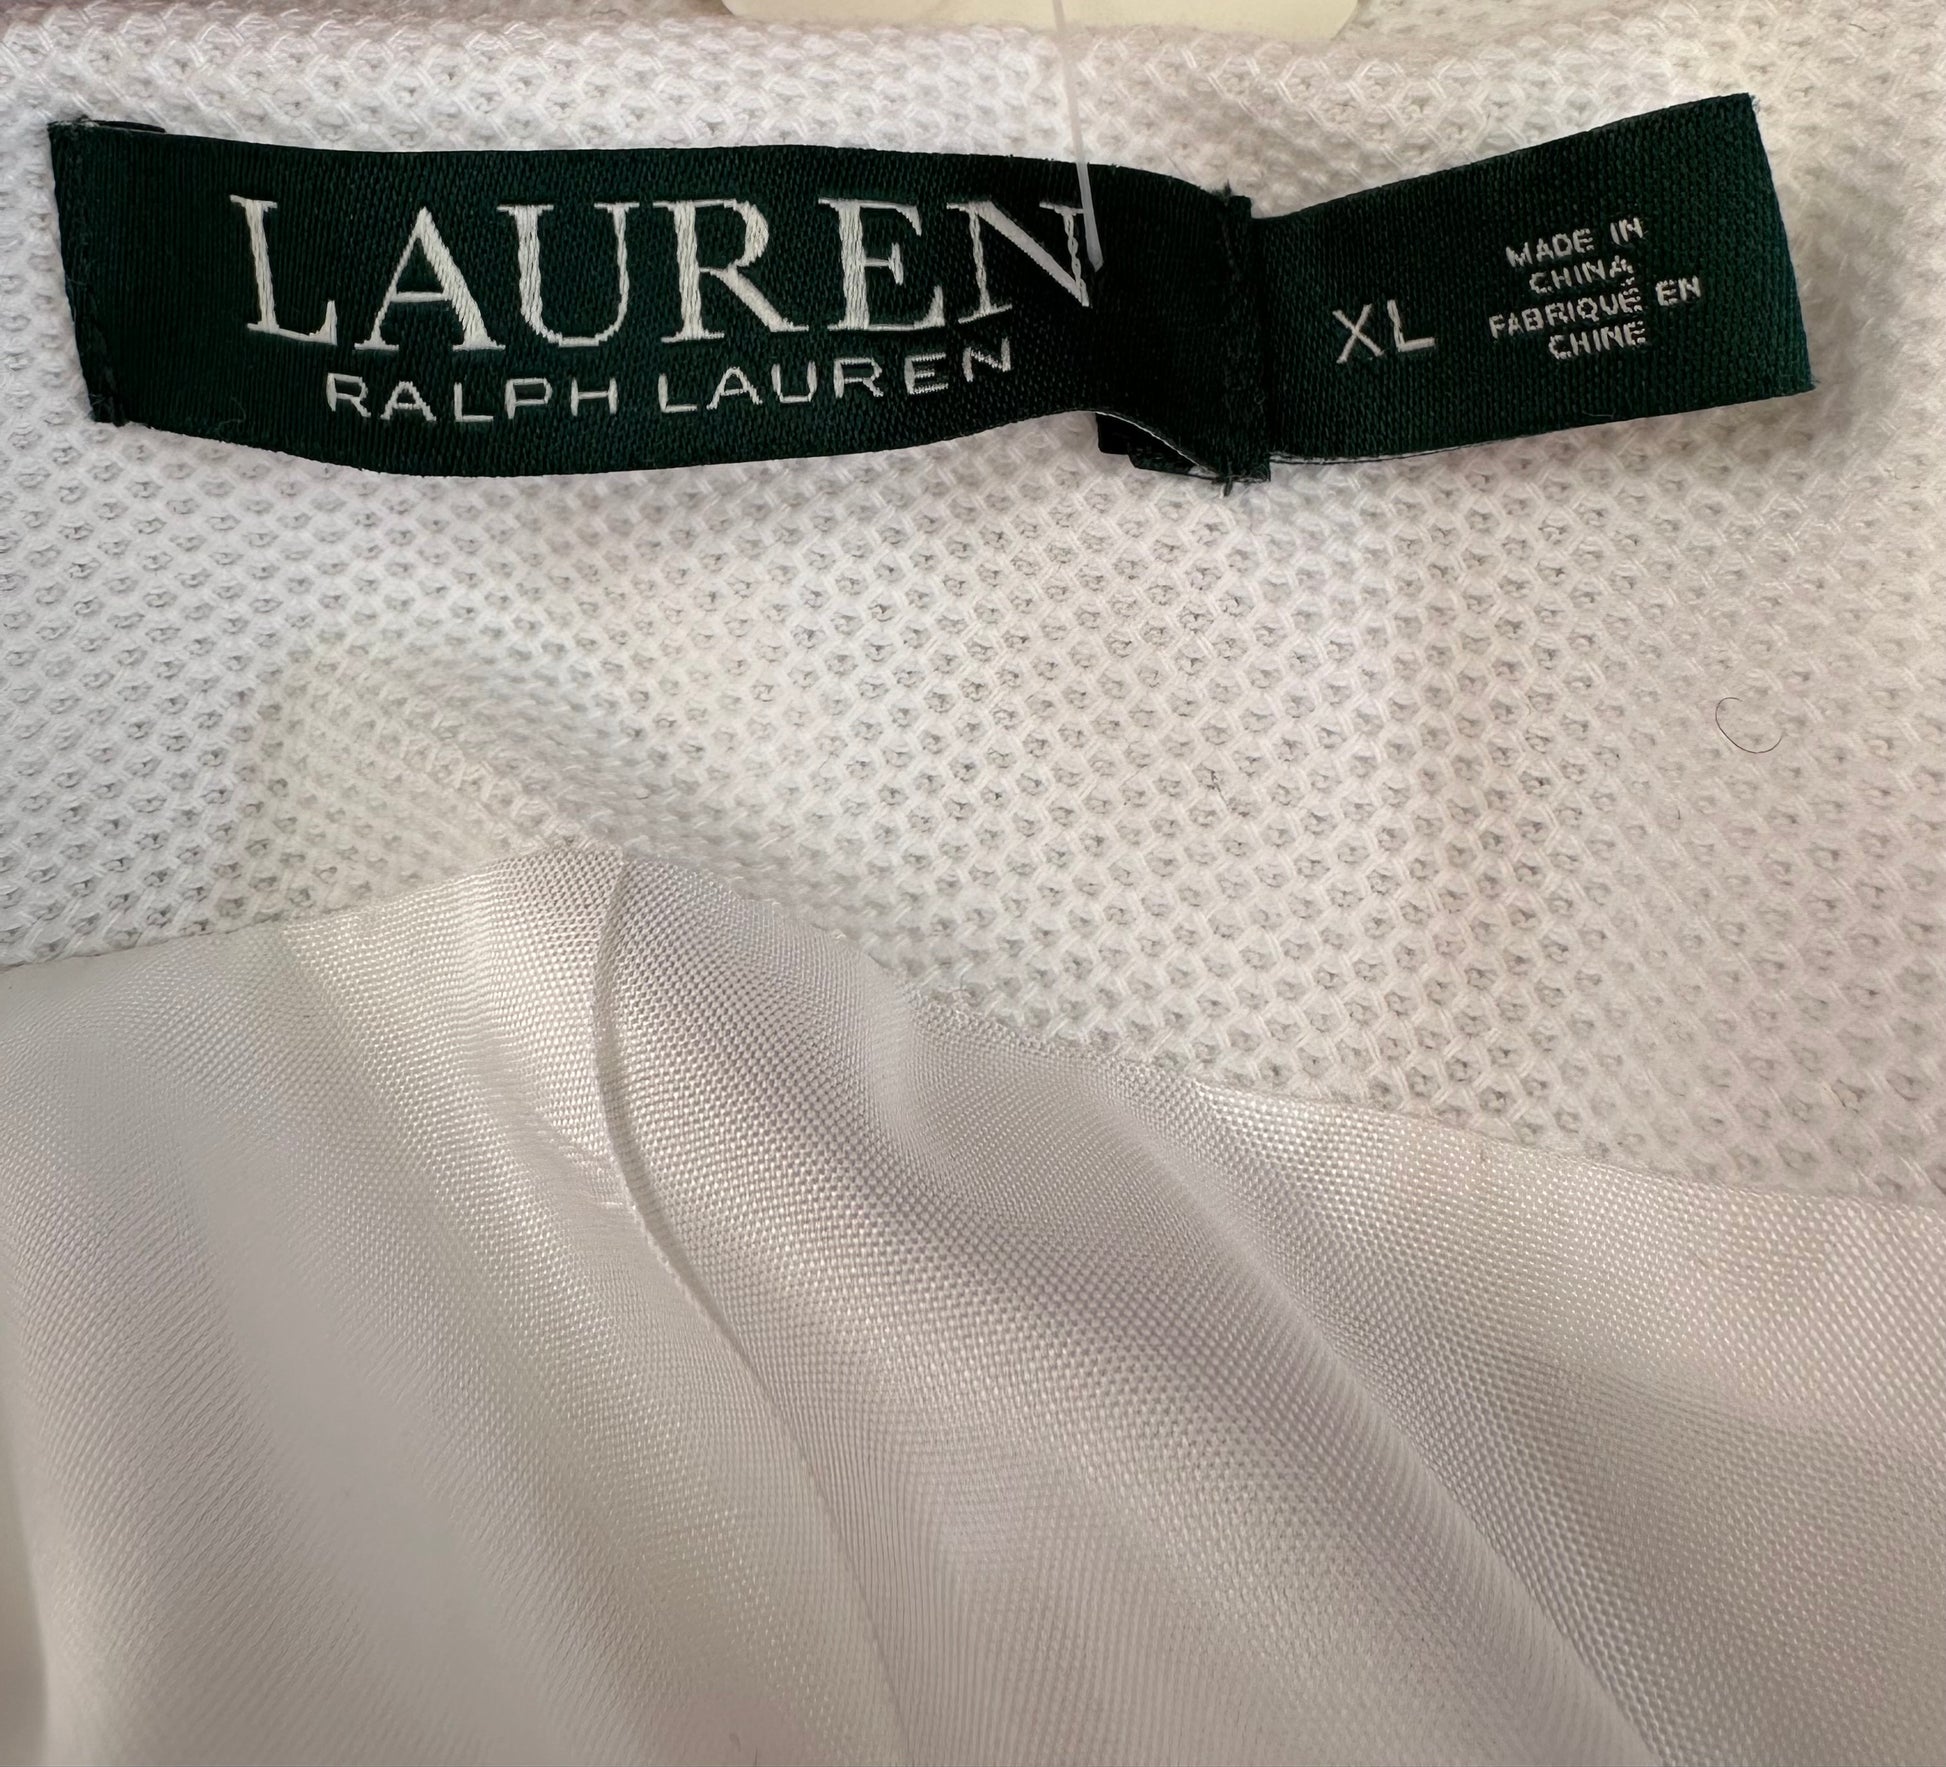 LAUREN
RALPH LAUREN
XL
MADE IN
CHINA
FABRIQUÉ EN
CHINE